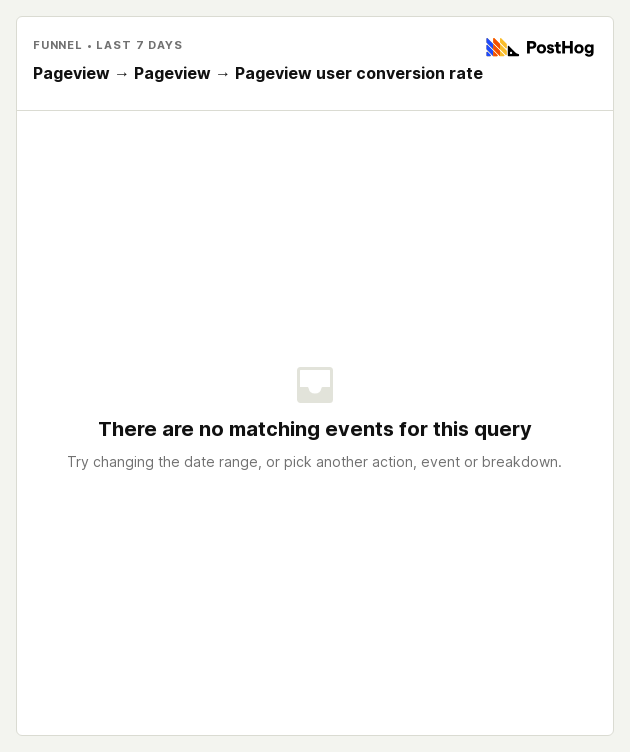 FUNNEL • LAST 7 DAYS
PostHog
Pageview → Pageview → Pageview user conversion rate
There are no matching events for this query
Try changing the date range, or pick another action, event or breakdown.